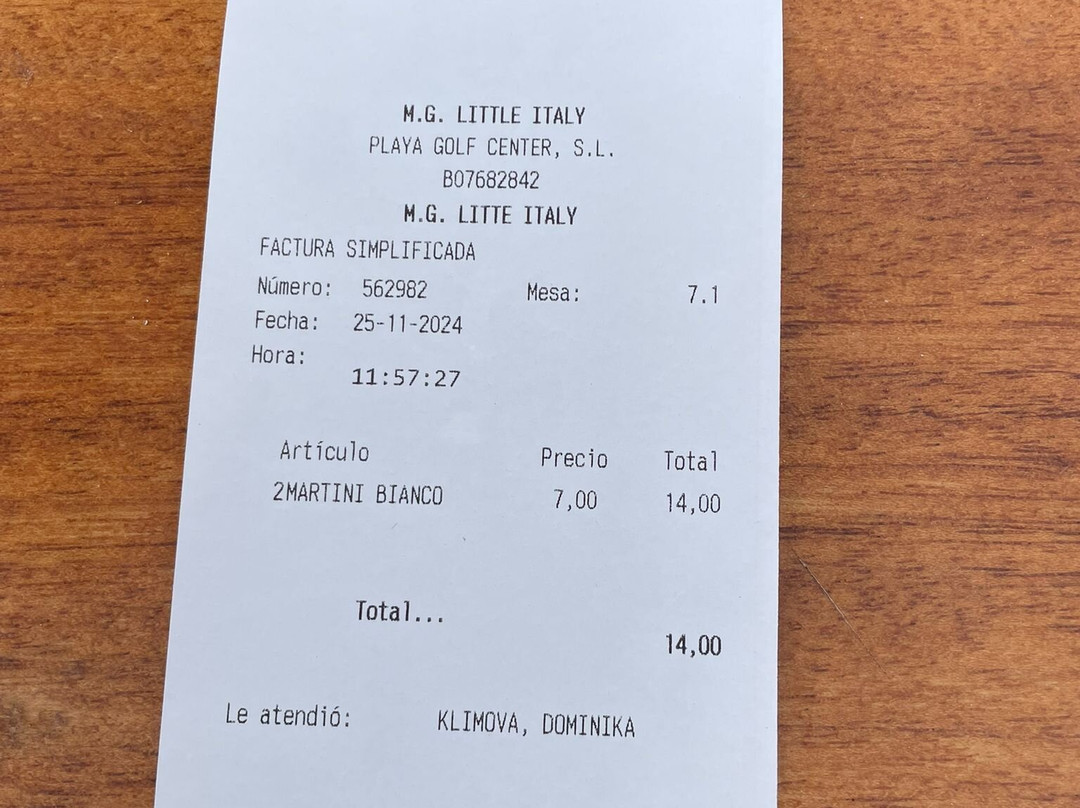 M.G. LITTLE ITALY
PLAYA GOLF CENTER, S.L.
B07682842
M.G. LITTE ITALY
FACTURA SIMPLIFICADA
Número: 562982 Mesa: 7.1
Fecha: 25-11-2024
Hora:
11:57:27
Artículo Precio Total
2MARTINI BIANCO 7,00 14,00
Total...
14,00
Le atendió: KLIMOVA, DOMINIKA